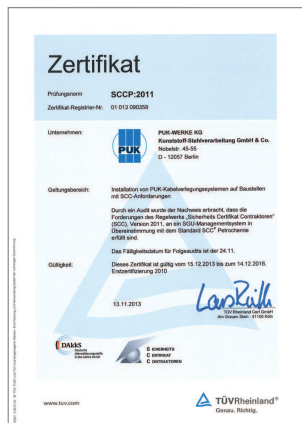 Zertifikat
Prüfungsnorm SCCP:2011
Zertifikat-Registrier-Nr. 01 013 090358
Unternehmen: PUK-WERKE KG
Kunststoff-Stahlverarbeitung GmbH & Co.
Nobelstr. 45-55
D - 12057 Berlin
PUK
Geltungsbereich: Installation von PUK-Kabelverlegungssystemen auf Baustellen
mit SCC-Anforderungen
Durch ein Audit wurde der Nachweis erbracht, dass die
Forderungen des Regelwerks „Sicherheits Certifikat Contraktoren"
(SCC), Version 2011, an ein SGU-Managementsystem in
Übereinstimmung mit dem Standard SCCP Petrochemie
erfüllt sind.
Das Fälligkeitsdatum für Folgeaudits ist der 24.11.
Gültigkeit: Dieses Zertifikat ist gültig vom 15.12.2013 bis zum 14.12.2016.
Erstzertifizierung 2010
13.11.2013
TÜV Rheinland Cert GmbH
Am Grauen Stein · 51105 Köln
DAkkS
Deutsche
Akkreditierungsstelle
SICHERHEITS
CERTIFIKAT
CONTRAKTOREN
www.tuv.com
TÜVRheinland®
Genau. Richtig.